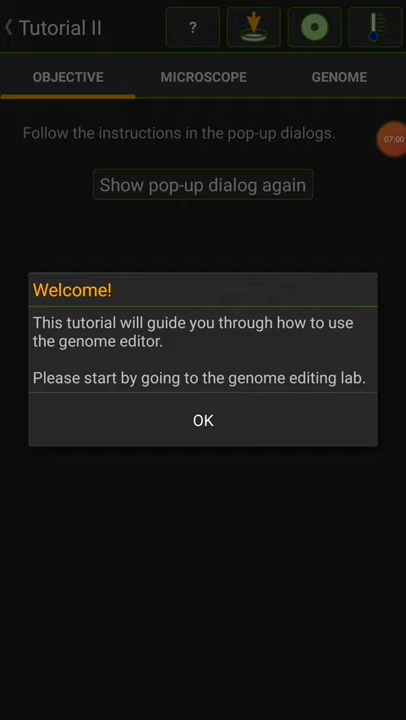 Tutorial II
?
OBJECTIVE
MICROSCOPE
GENOME
Follow the instructions in the pop-up dialogs.
07:00
Show pop-up dialog again
Welcome!
This tutorial will guide you through how to use
the genome editor.
Please start by going to the genome editing lab.
OK